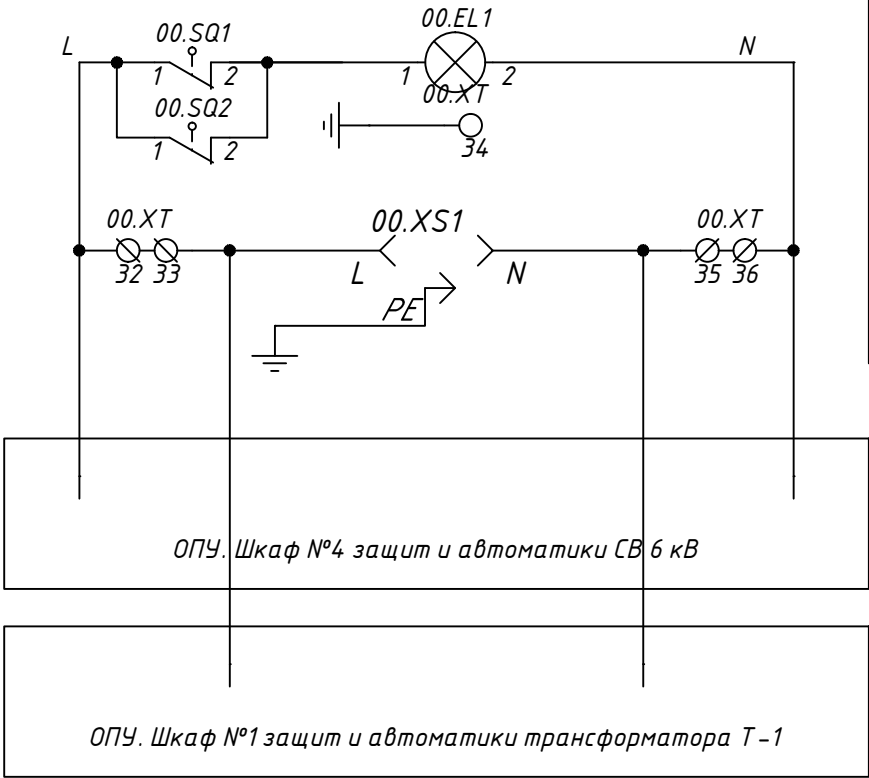 00.EL1
00.SQ1
L
N
1 2
1 2
00.SQ2
00.XT
1 2
34
00.XT
00.XS1
00.XT
32 33
L
N
35 36
PE
ОПУ. Шкаф №4 защит и автоматики СВ 6 кВ
ОПУ. Шкаф №1 защит и автоматики трансформатора Т-1